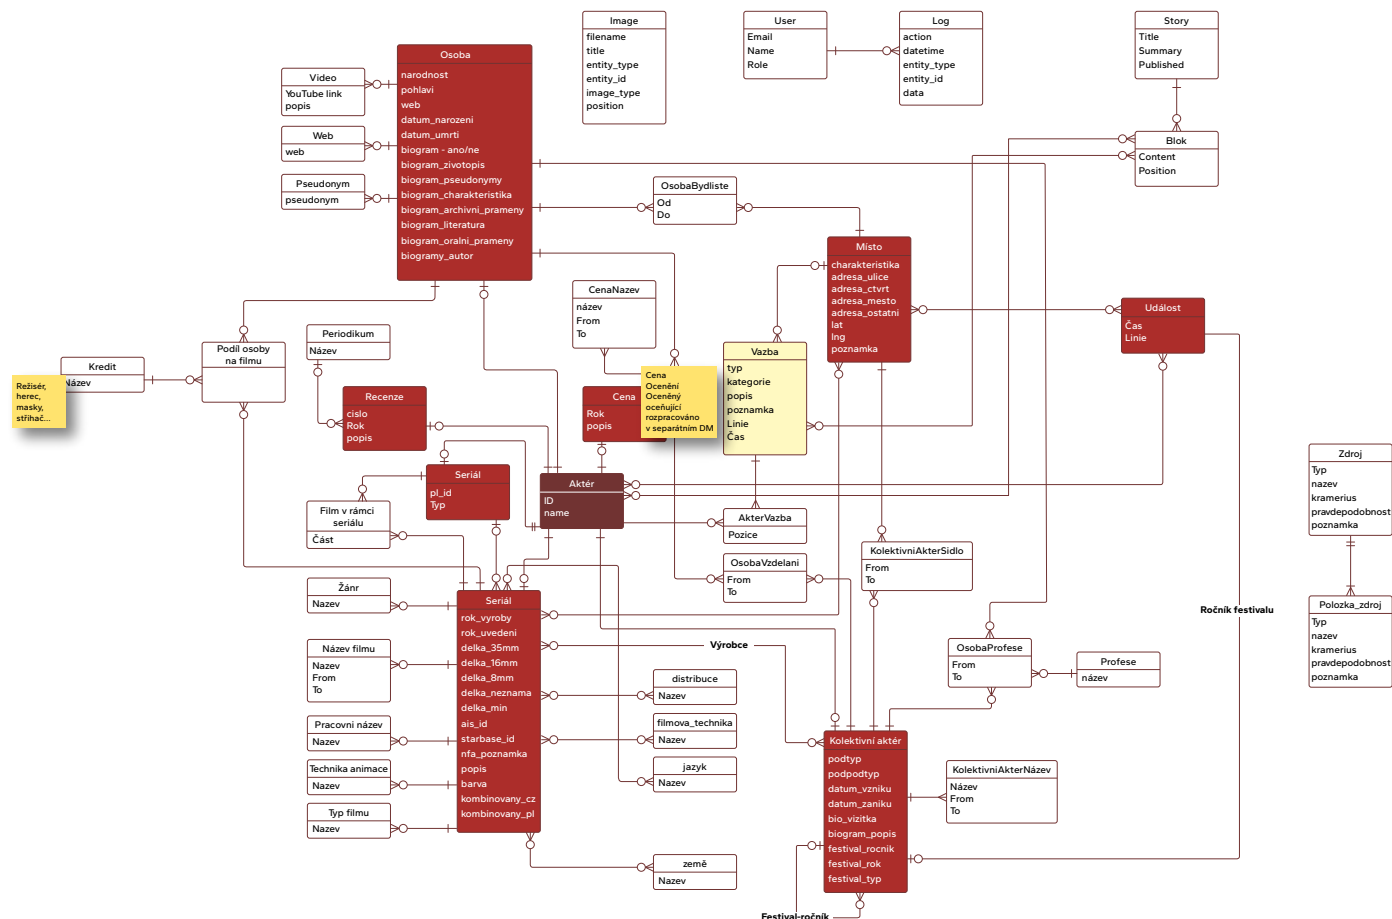 Image
filename
title
entity_type
entity_id
image_type
position
User
Email
Name
Role
Log
action
datetime
entity_type
entity_id
data
Story
Title
Summary
Published
Blok
Content
Position
Osoba
narodnost
pohlavi
web
datum_narozeni
datum_umrti
biogram - ano/ne
biogram_zivotopis
biogram_pseudonymy
biogram_charakteristika
biogram_archivni_prameny
biogram_literatura
biogram_oralni_prameny
biogramy_autor
Video
YouTube link
popis
Web
web
Pseudonym
pseudonym
OsobaBydliste
Od
Do
Místo
charakteristika
adresa_ulice
adresa_ctvrt
adresa_mesto
adresa_ostatni
lat
lng
poznamka
Událost
Čas
Linie
CenaNazev
název
From
To
Periodikum
Název
Podíl osoby
na filmu
Kredit
Název
Režisér,
herec,
masky,
střihač...
Recenze
cislo
Rok
popis
Cena
Rok
popis
Cena
Ocenění
Oceněný
oceňující
rozpracováno
v separátním DM
Vazba
typ
kategorie
popis
poznamka
Linie
Čas
Seriál
pl_id
Typ
Aktér
ID
name
Film v rámci
seriálu
Část
AkterVazba
Pozice
OsobaVzdelani
From
To
KolektivniAkterSidlo
From
To
Zdroj
Typ
nazev
kramerius
pravdepodobnost
poznamka
Polozka_zdroj
Typ
nazev
kramerius
pravdepodobnost
poznamka
Ročník festivalu
Žánr
Nazev
Název filmu
Nazev
From
To
Pracovni název
Nazev
Technika animace
Nazev
Typ filmu
Nazev
Seriál
rok_vyroby
rok_uvedeni
delka_35mm
delka_16mm
delka_8mm
delka_neznama
delka_min
ais_id
starbase_id
nfa_poznamka
popis
barva
kombinovany_cz
kombinovany_pl
Výrobce
distribuce
Nazev
filmova_technika
Nazev
jazyk
Nazev
země
Nazev
OsobaProfese
From
To
Profese
název
Kolektivní aktér
podtyp
podpodtyp
datum_vzniku
datum_zaniku
bio_vizitka
biogram_popis
festival_rocnik
festival_rok
festival_typ
KolektivniAkterNázev
Název
From
To
Festival-ročník